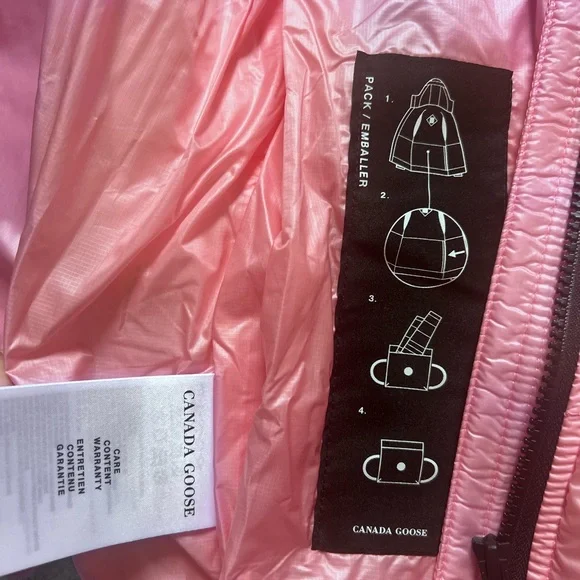 PACK / EMBALLER
1.
2.
3.
4.
CANADA GOOSE
CANADA GOOSE
CARE
CONTENT
WARRANTY
ENTRETIEN
CONTENU
GARANTIE